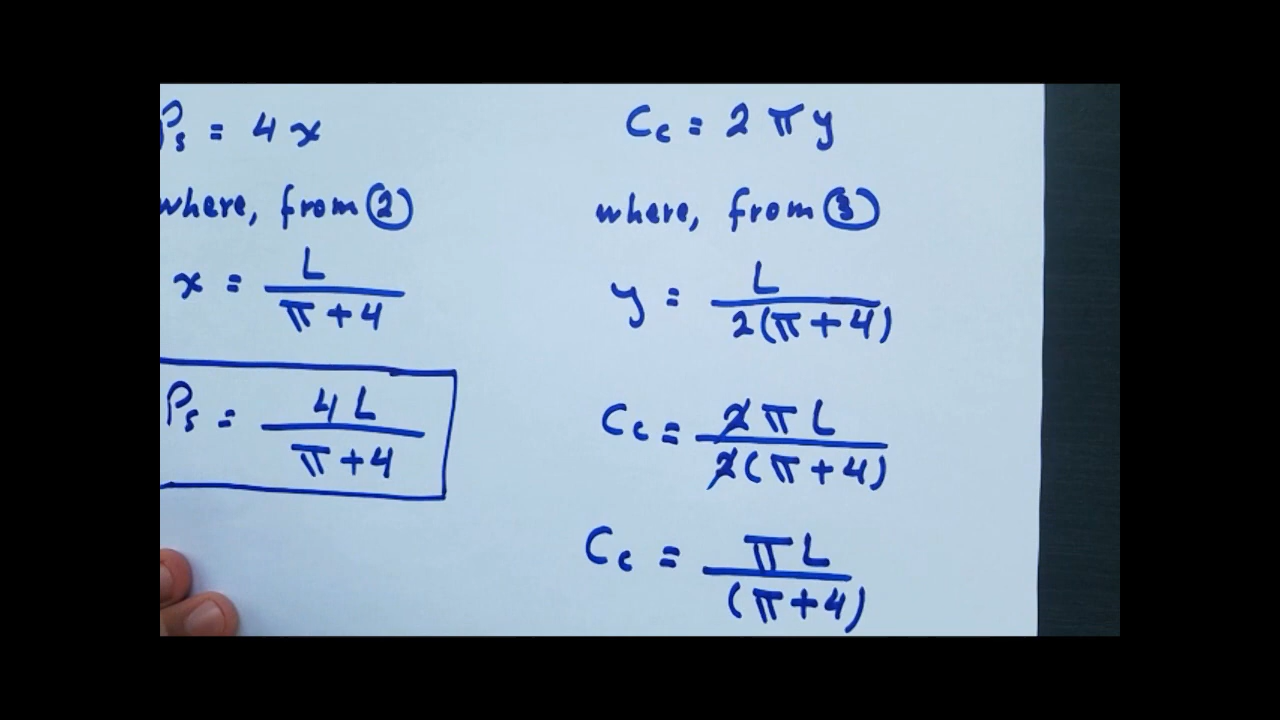 Ps = 4x
where, from ②
x = L / π+4
Ps = 4L / π+4
Cc = 2πy
where, from ③
y = L / 2(π+4)
Cc = 2πL / 2(π+4)
Cc = πL / (π+4)